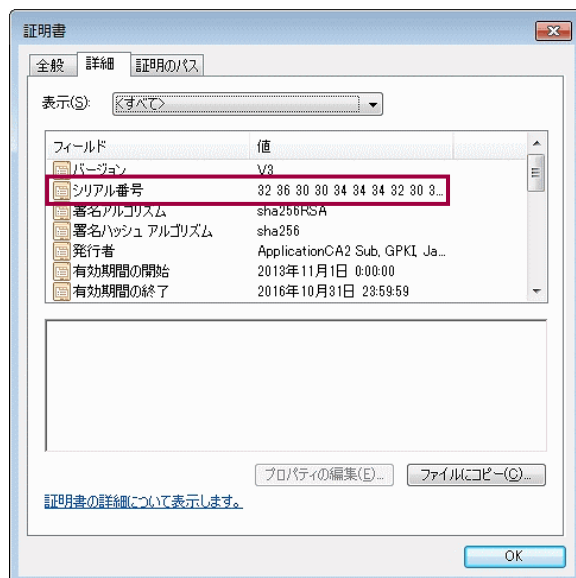 証明書
全般 詳細 証明のパス
表示(S): <すべて>
フィールド 値
バージョン V3
シリアル番号 32 36 30 30 34 34 34 32 30 3...
署名アルゴリズム sha256RSA
署名ハッシュ アルゴリズム sha256
発行者 ApplicationCA2 Sub, GPKI, Ja...
有効期間の開始 2013年11月1日 0:00:00
有効期間の終了 2016年10月31日 23:59:59
プロパティの編集(E)... ファイルにコピー(C)...
証明書の詳細について表示します。
OK